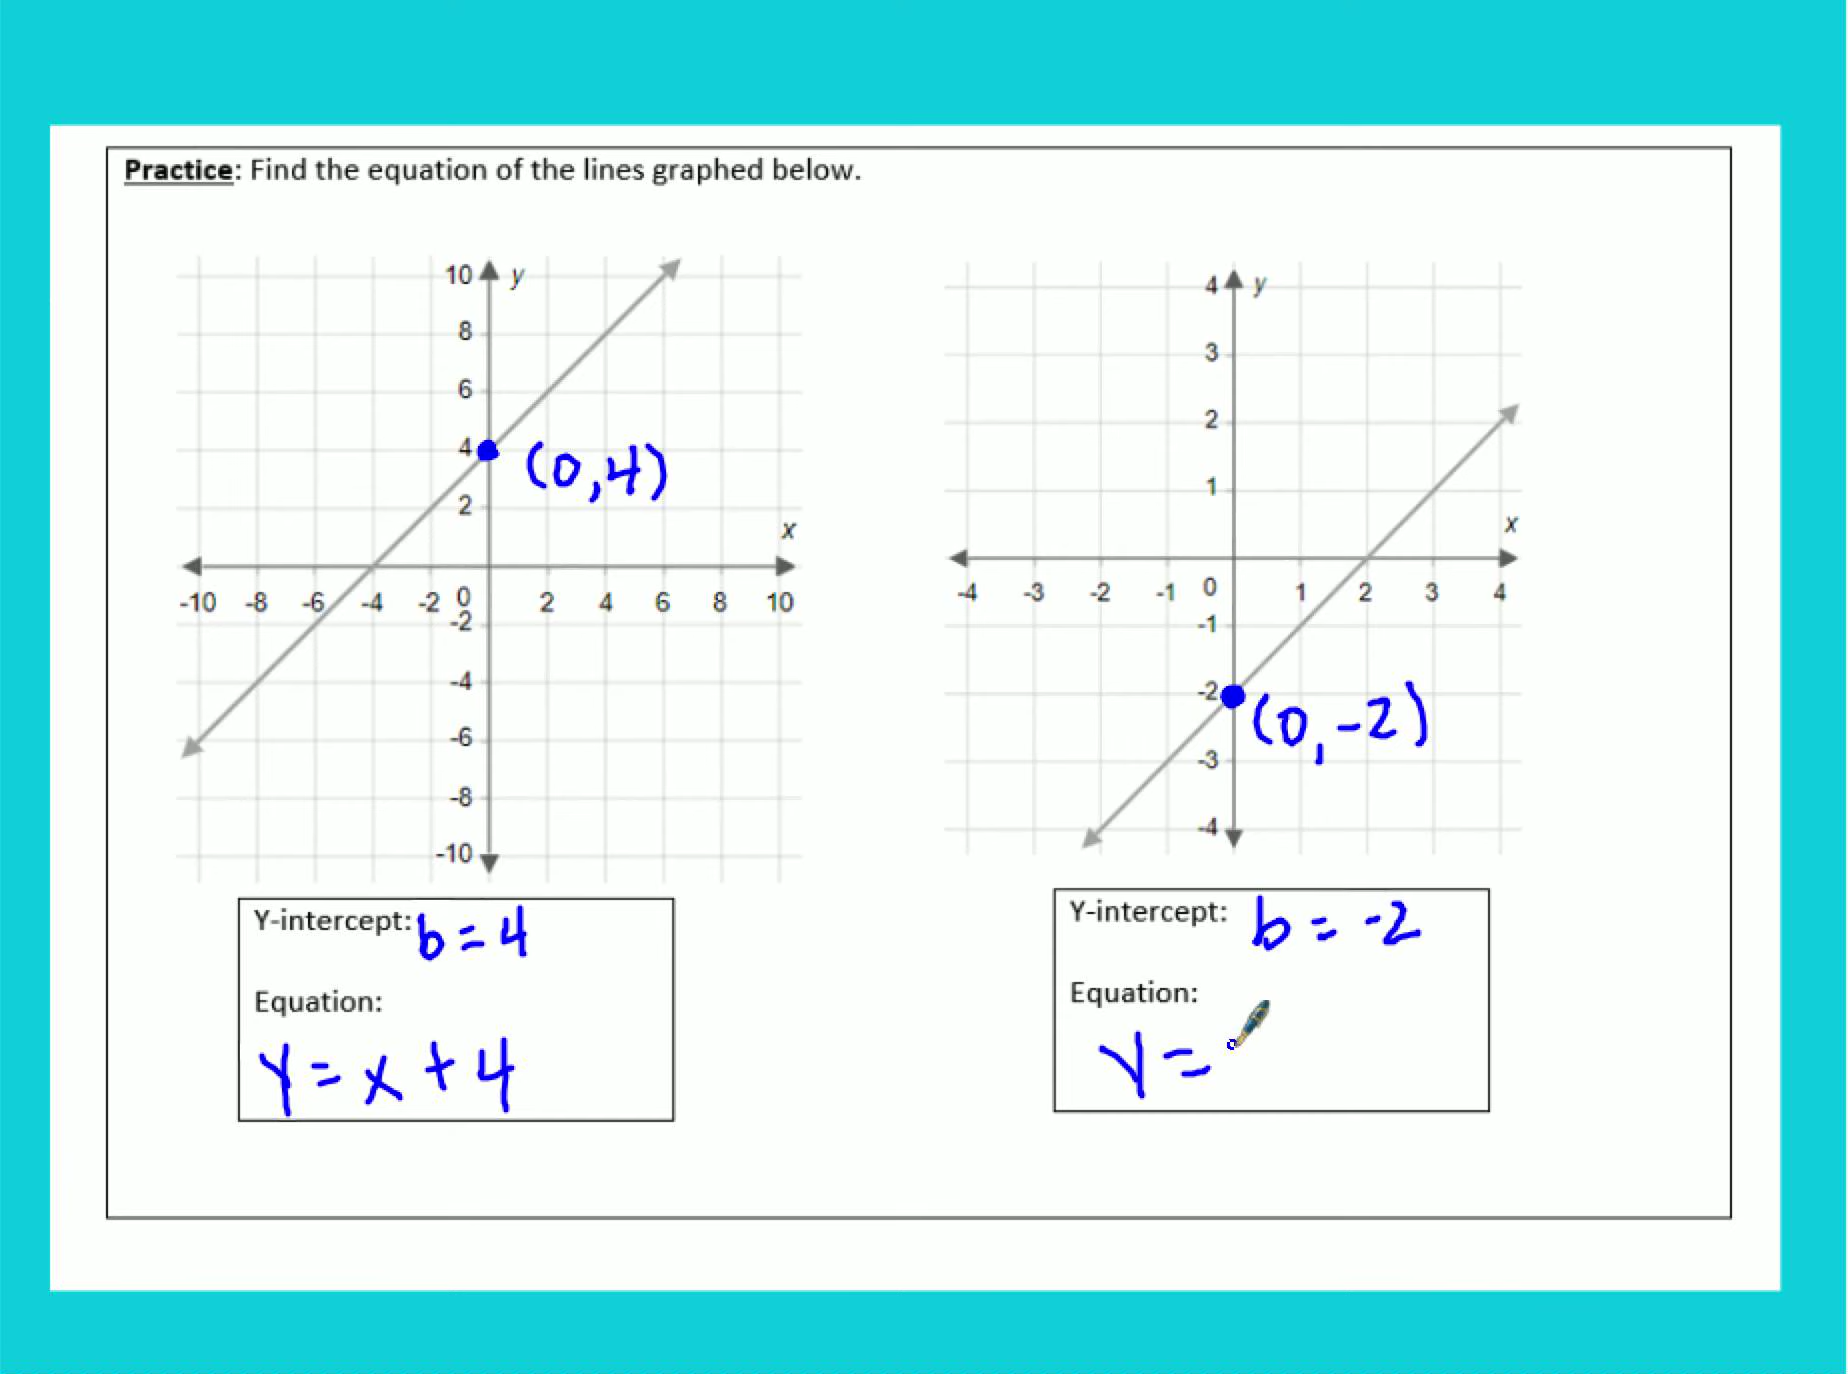 Practice: Find the equation of the lines graphed below.
10 y
8
6
4 (0,4)
2
x
-10 -8 -6 -4 -2 0 2 4 6 8 10
-2
-4
-6
-8
-10
Y-intercept: b = 4
Equation:
y = x + 4
4 y
3
2
1
x
-4 -3 -2 -1 0 1 2 3 4
-1
-2 (0,-2)
-3
-4
Y-intercept: b = -2
Equation:
y =